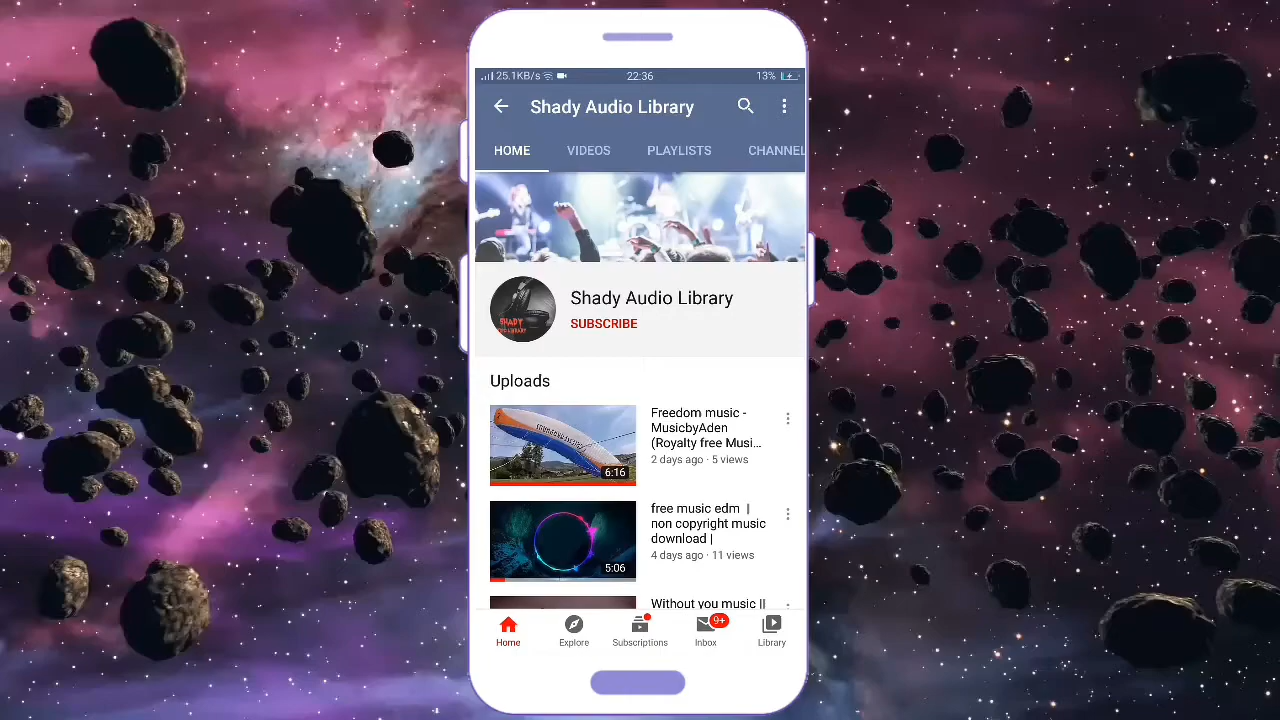 25.1KB/s
22:36
13%
Shady Audio Library
HOME
VIDEOS
PLAYLISTS
CHANNEL
Shady Audio Library
SUBSCRIBE
SHADY
Uploads
Freedom music -
MusicbyAden
(Royalty free Musi...
2 days ago · 5 views
6:16
free music edm |
non copyright music
download |
4 days ago · 11 views
5:06
Without you music ||
9+
Home
Explore
Subscriptions
Inbox
Library